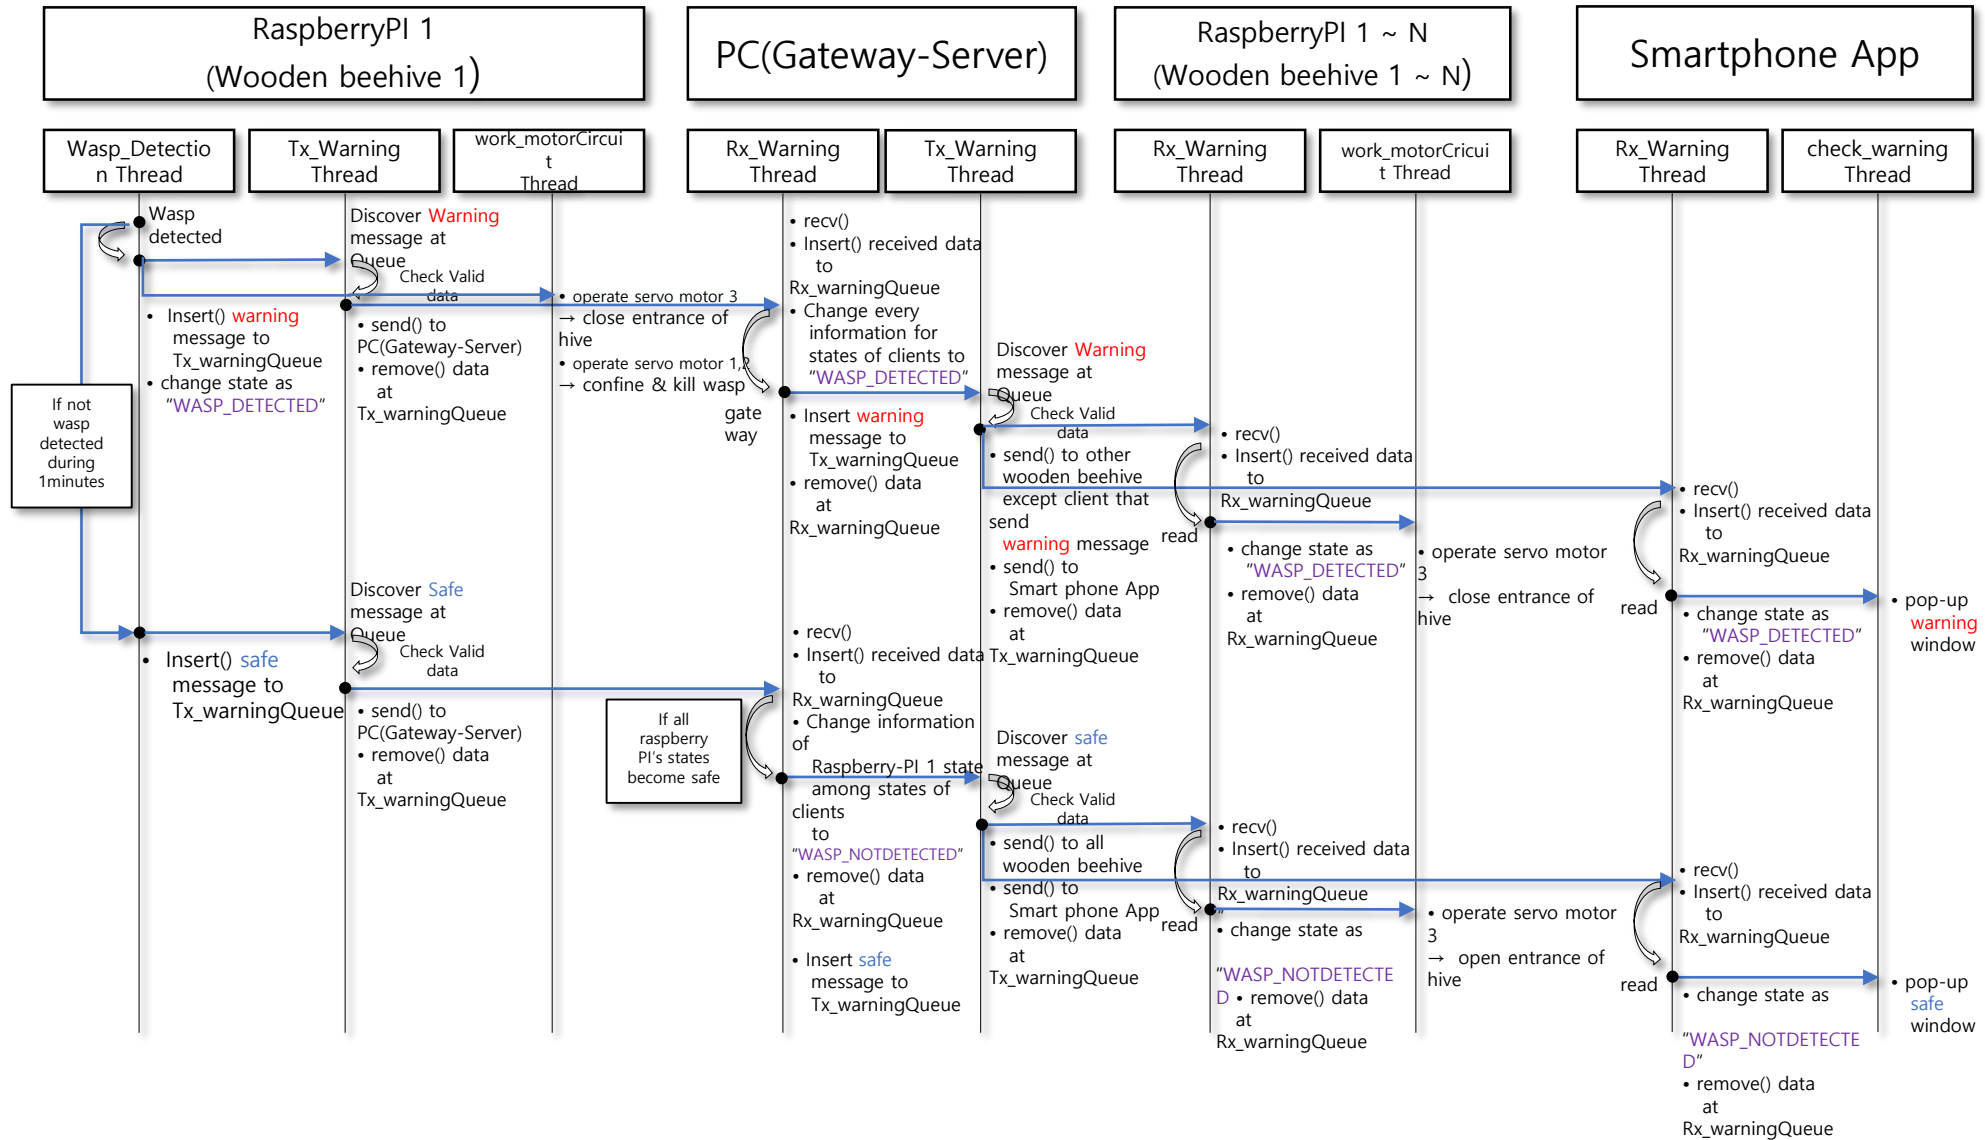 RaspberryPI 1
(Wooden beehive 1)
PC(Gateway-Server)
RaspberryPI 1 ~ N
(Wooden beehive 1 ~ N)
Smartphone App
Wasp_Detectio
n Thread
Tx_Warning
Thread
work_motorCircui
t
Thread
Rx_Warning
Thread
Tx_Warning
Thread
Rx_Warning
Thread
work_motorCricui
t Thread
Rx_Warning
Thread
check_warning
Thread
Wasp
detected
• Insert() warning
message to
Tx_warningQueue
• change state as
"WASP_DETECTED"
If not
wasp
detected
during
1minutes
• Insert() safe
message to
Tx_warningQueue
Discover Warning
message at
Queue
Check Valid
data
• send() to
PC(Gateway-Server)
• remove() data
at
Tx_warningQueue
Discover Safe
message at
Queue
Check Valid
data
• send() to
PC(Gateway-Server)
• remove() data
at
Tx_warningQueue
• operate servo motor 3
→ close entrance of
hive
• operate servo motor 1,2
→ confine & kill wasp
gate
way
If all
raspberry
PI's states
become safe
• recv()
• Insert() received data
to
Rx_warningQueue
• Change every
information for
states of clients to
"WASP_DETECTED"
• Insert warning
message to
Tx_warningQueue
• remove() data
at
Rx_warningQueue
• recv()
• Insert() received data
to
Rx_warningQueue
• Change information
of
Raspberry-PI 1 state
among states of
clients
to
"WASP_NOTDETECTED"
• remove() data
at
Rx_warningQueue
• Insert safe
message to
Tx_warningQueue
Discover Warning
message at
Queue
Check Valid
data
• send() to other
wooden beehive
except client that
send
warning message
• send() to
Smart phone App
• remove() data
at
Tx_warningQueue
Discover safe
message at
Queue
Check Valid
data
• send() to all
wooden beehive
• send() to
Smart phone App
• remove() data
at
Tx_warningQueue
• recv()
• Insert() received data
to
Rx_warningQueue
read
• change state as
"WASP_DETECTED"
• remove() data
at
Rx_warningQueue
• recv()
• Insert() received data
to
Rx_warningQueue
read
"
• change state as
"WASP_NOTDETECTE
D • remove() data
at
Rx_warningQueue
• operate servo motor
3
→ close entrance of
hive
• operate servo motor
3
→ open entrance of
hive
• recv()
• Insert() received data
to
Rx_warningQueue
read
• change state as
"WASP_DETECTED"
• remove() data
at
Rx_warningQueue
• recv()
• Insert() received data
to
Rx_warningQueue
read
• change state as
"WASP_NOTDETECTE
D"
• remove() data
at
Rx_warningQueue
• pop-up
warning
window
• pop-up
safe
window